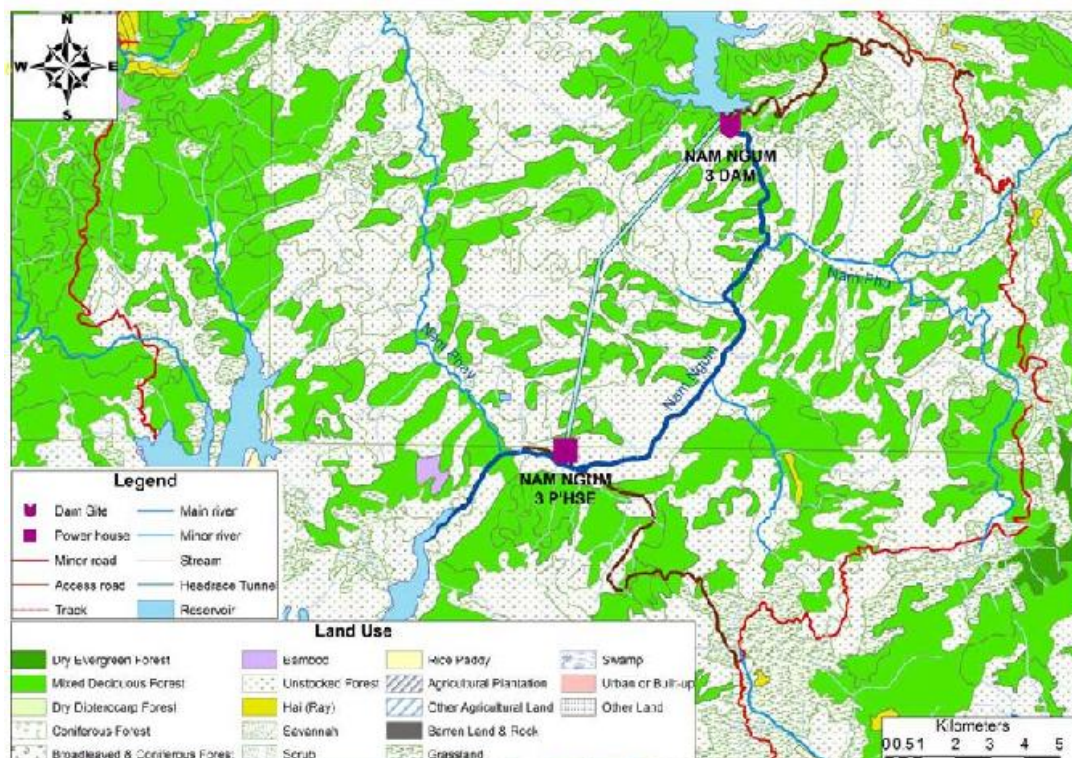 N
W
E
S
NAM NGUM
3 DAM
Nam Phay
Nam Ngum
NAM NGUM
3 P'HSE
Legend
Dam Site
Main river
Power house
Minor river
Minor road
Stream
Access road
Headrace Tunnel
Track
Reservoir
Land Use
Dry Evergreen Forest
Bamboo
Rice Paddy
Swamp
Mixed Deciduous Forest
Unstocked Forest
Agricultural Plantation
Urban or Built-up
Dry Dipterocarp Forest
Hai (Ray)
Other Agricultural Land
Other Land
Coniferous Forest
Savannah
Barren Land & Rock
Broadleaved & Coniferous Forest
Scrub
Grassland
Kilometers
0 0.5 1 2 3 4 5